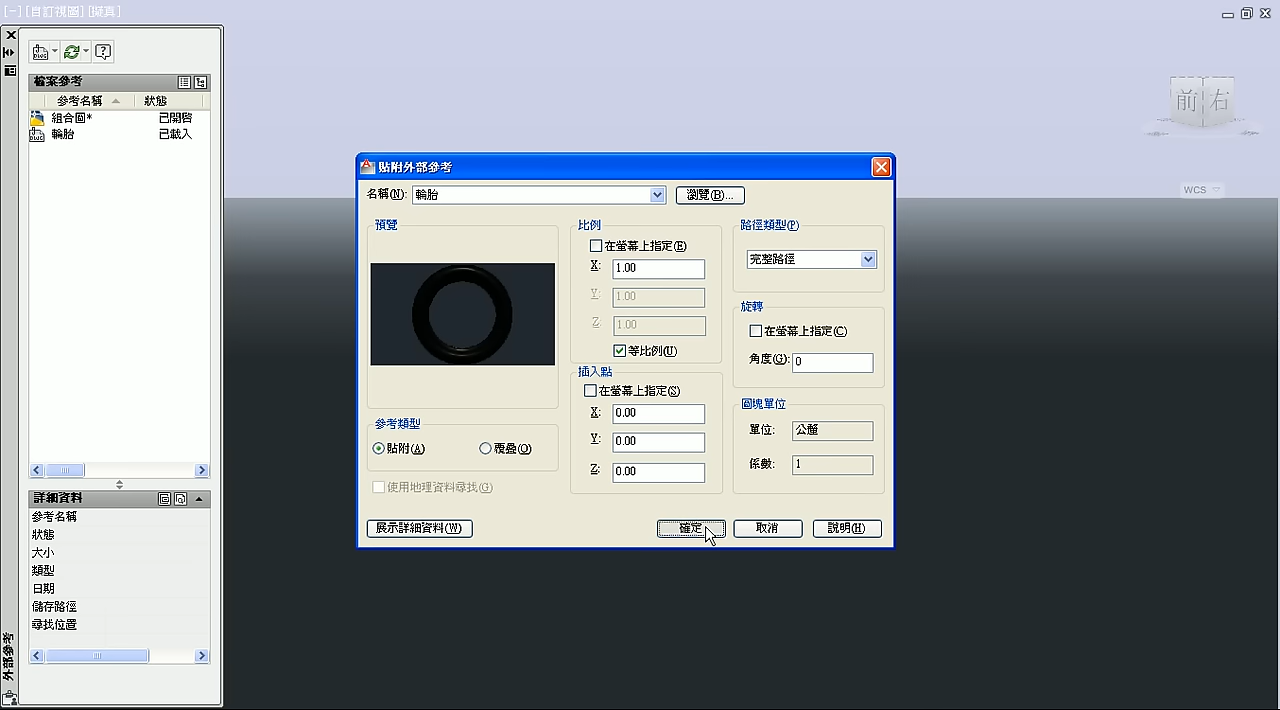 [−] [自訂視圖] [擬真]
檔案參考
參考名稱 狀態
組合圖* 已開啓
輪胎 已載入
詳細資料
參考名稱
狀態
大小
類型
日期
儲存路徑
尋找位置
外部參考
前 右
WCS
貼附外部參考
名稱(N): 輪胎 瀏覽(B)...
預覽
參考類型
貼附(A) 覆疊(O)
使用地理資料尋找(G)
展示詳細資料(W)
比例
在螢幕上指定(E)
X: 1.00
Y: 1.00
Z: 1.00
等比例(U)
插入點
在螢幕上指定(S)
X: 0.00
Y: 0.00
Z: 0.00
路徑類型(P)
完整路徑
旋轉
在螢幕上指定(C)
角度(G): 0
圖塊單位
單位: 公釐
係數: 1
確定 取消 說明(H)